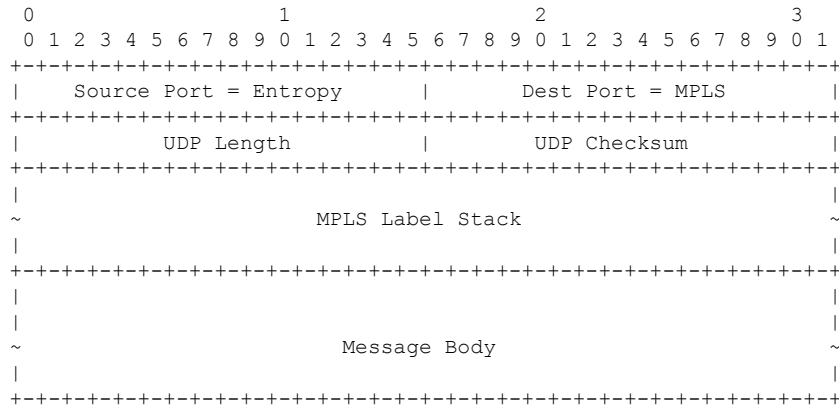 0                   1                   2                   3
 0 1 2 3 4 5 6 7 8 9 0 1 2 3 4 5 6 7 8 9 0 1 2 3 4 5 6 7 8 9 0 1
+-+-+-+-+-+-+-+-+-+-+-+-+-+-+-+-+-+-+-+-+-+-+-+-+-+-+-+-+-+-+-+-+
|    Source Port = Entropy      |       Dest Port = MPLS        |
+-+-+-+-+-+-+-+-+-+-+-+-+-+-+-+-+-+-+-+-+-+-+-+-+-+-+-+-+-+-+-+-+
|           UDP Length          |        UDP Checksum           |
+-+-+-+-+-+-+-+-+-+-+-+-+-+-+-+-+-+-+-+-+-+-+-+-+-+-+-+-+-+-+-+-+
|                                                               |
~                       MPLS Label Stack                        ~
|                                                               |
+-+-+-+-+-+-+-+-+-+-+-+-+-+-+-+-+-+-+-+-+-+-+-+-+-+-+-+-+-+-+-+-+
|                                                               |
|                                                               |
~                         Message Body                          ~
|                                                               |
+-+-+-+-+-+-+-+-+-+-+-+-+-+-+-+-+-+-+-+-+-+-+-+-+-+-+-+-+-+-+-+-+